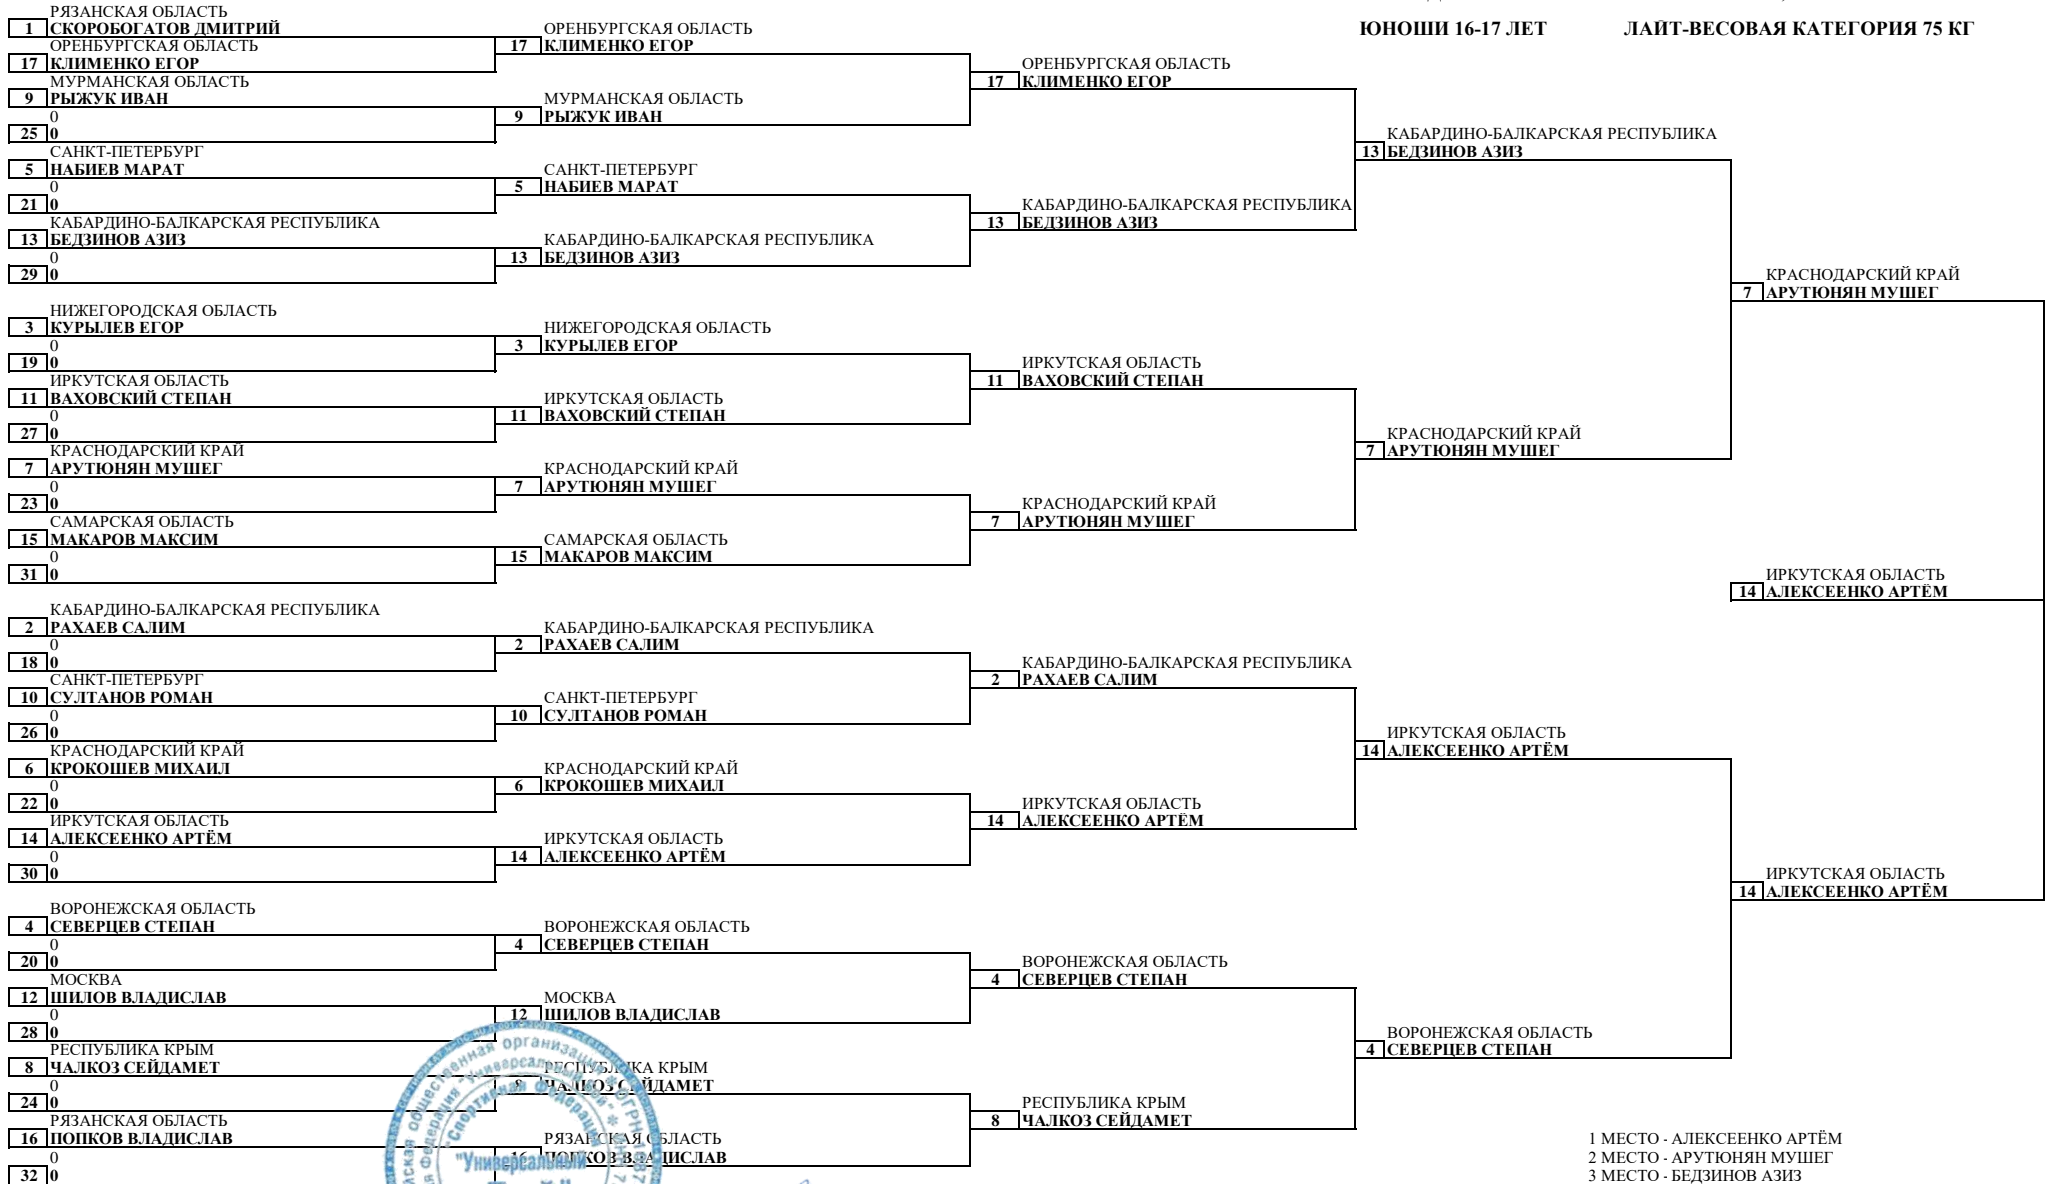 ЮНОШИ 16-17 ЛЕТ ЛАЙТ-ВЕСОВАЯ КАТЕГОРИЯ 75 КГ
РЯЗАНСКАЯ ОБЛАСТЬ
1 СКОРОБОГАТОВ ДМИТРИЙ
ОРЕНБУРГСКАЯ ОБЛАСТЬ
17 КЛИМЕНКО ЕГОР
МУРМАНСКАЯ ОБЛАСТЬ
9 РЫЖУК ИВАН
0
25 0
САНКТ-ПЕТЕРБУРГ
5 НАБИЕВ МАРАТ
0
21 0
КАБАРДИНО-БАЛКАРСКАЯ РЕСПУБЛИКА
13 БЕДЗИНОВ АЗИЗ
0
29 0
НИЖЕГОРОДСКАЯ ОБЛАСТЬ
3 КУРЫЛЕВ ЕГОР
0
19 0
ИРКУТСКАЯ ОБЛАСТЬ
11 ВАХОВСКИЙ СТЕПАН
0
27 0
КРАСНОДАРСКИЙ КРАЙ
7 АРУТЮНЯН МУШЕГ
0
23 0
САМАРСКАЯ ОБЛАСТЬ
15 МАКАРОВ МАКСИМ
0
31 0
КАБАРДИНО-БАЛКАРСКАЯ РЕСПУБЛИКА
2 РАХАЕВ САЛИМ
0
18 0
САНКТ-ПЕТЕРБУРГ
10 СУЛТАНОВ РОМАН
0
26 0
КРАСНОДАРСКИЙ КРАЙ
6 КРОКОШЕВ МИХАИЛ
0
22 0
ИРКУТСКАЯ ОБЛАСТЬ
14 АЛЕКСЕЕНКО АРТЁМ
0
30 0
ВОРОНЕЖСКАЯ ОБЛАСТЬ
4 СЕВЕРЦЕВ СТЕПАН
0
20 0
МОСКВА
12 ШИЛОВ ВЛАДИСЛАВ
0
28 0
РЕСПУБЛИКА КРЫМ
8 ЧАЛКОЗ СЕЙДАМЕТ
0
24 0
РЯЗАНСКАЯ ОБЛАСТЬ
16 ПОПКОВ ВЛАДИСЛАВ
0
32 0
ОРЕНБУРГСКАЯ ОБЛАСТЬ
17 КЛИМЕНКО ЕГОР
МУРМАНСКАЯ ОБЛАСТЬ
9 РЫЖУК ИВАН
САНКТ-ПЕТЕРБУРГ
5 НАБИЕВ МАРАТ
КАБАРДИНО-БАЛКАРСКАЯ РЕСПУБЛИКА
13 БЕДЗИНОВ АЗИЗ
НИЖЕГОРОДСКАЯ ОБЛАСТЬ
3 КУРЫЛЕВ ЕГОР
ИРКУТСКАЯ ОБЛАСТЬ
11 ВАХОВСКИЙ СТЕПАН
КРАСНОДАРСКИЙ КРАЙ
7 АРУТЮНЯН МУШЕГ
САМАРСКАЯ ОБЛАСТЬ
15 МАКАРОВ МАКСИМ
КАБАРДИНО-БАЛКАРСКАЯ РЕСПУБЛИКА
2 РАХАЕВ САЛИМ
САНКТ-ПЕТЕРБУРГ
10 СУЛТАНОВ РОМАН
КРАСНОДАРСКИЙ КРАЙ
6 КРОКОШЕВ МИХАИЛ
ИРКУТСКАЯ ОБЛАСТЬ
14 АЛЕКСЕЕНКО АРТЁМ
ВОРОНЕЖСКАЯ ОБЛАСТЬ
4 СЕВЕРЦЕВ СТЕПАН
МОСКВА
12 ШИЛОВ ВЛАДИСЛАВ
РЕСПУБЛИКА КРЫМ
8 ЧАЛКОЗ СЕЙДАМЕТ
РЯЗАНСКАЯ ОБЛАСТЬ
16 ПОПКОВ ВЛАДИСЛАВ
ОРЕНБУРГСКАЯ ОБЛАСТЬ
17 КЛИМЕНКО ЕГОР
КАБАРДИНО-БАЛКАРСКАЯ РЕСПУБЛИКА
13 БЕДЗИНОВ АЗИЗ
ИРКУТСКАЯ ОБЛАСТЬ
11 ВАХОВСКИЙ СТЕПАН
КРАСНОДАРСКИЙ КРАЙ
7 АРУТЮНЯН МУШЕГ
КАБАРДИНО-БАЛКАРСКАЯ РЕСПУБЛИКА
2 РАХАЕВ САЛИМ
ИРКУТСКАЯ ОБЛАСТЬ
14 АЛЕКСЕЕНКО АРТЁМ
ВОРОНЕЖСКАЯ ОБЛАСТЬ
4 СЕВЕРЦЕВ СТЕПАН
РЕСПУБЛИКА КРЫМ
8 ЧАЛКОЗ СЕЙДАМЕТ
КАБАРДИНО-БАЛКАРСКАЯ РЕСПУБЛИКА
13 БЕДЗИНОВ АЗИЗ
КРАСНОДАРСКИЙ КРАЙ
7 АРУТЮНЯН МУШЕГ
ИРКУТСКАЯ ОБЛАСТЬ
14 АЛЕКСЕЕНКО АРТЁМ
ВОРОНЕЖСКАЯ ОБЛАСТЬ
4 СЕВЕРЦЕВ СТЕПАН
КРАСНОДАРСКИЙ КРАЙ
7 АРУТЮНЯН МУШЕГ
ИРКУТСКАЯ ОБЛАСТЬ
14 АЛЕКСЕЕНКО АРТЁМ
ИРКУТСКАЯ ОБЛАСТЬ
14 АЛЕКСЕЕНКО АРТЁМ
общественная организация
"Спортивная Федерация
"Универсальный
1 МЕСТО - АЛЕКСЕЕНКО АРТЁМ
2 МЕСТО - АРУТЮНЯН МУШЕГ
3 МЕСТО - БЕДЗИНОВ АЗИЗ